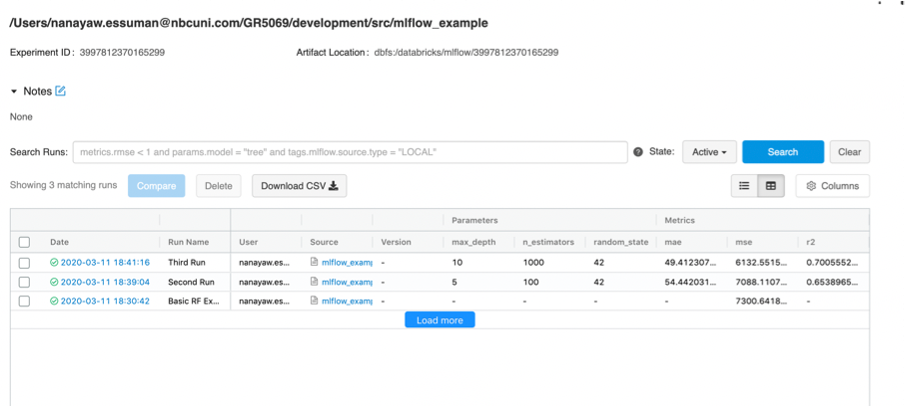 /Users/nanayaw.essuman@nbcuni.com/GR5069/development/src/mlflow_example
Experiment ID: 3997812370165299 Artifact Location: dbfs:/databricks/mlflow/3997812370165299
Notes
None
Search Runs: metrics.rmse < 1 and params.model = "tree" and tags.mlflow.source.type = "LOCAL" ? State: Active Search Clear
Showing 3 matching runs Compare Delete Download CSV Columns
Parameters Metrics
Date Run Name User Source Version max_depth n_estimators random_state mae mse r2
2020-03-11 18:41:16 Third Run nanayaw.es... mlflow_examp - 10 1000 42 49.412307... 6132.5515... 0.7005552...
2020-03-11 18:39:04 Second Run nanayaw.es... mlflow_examp - 5 100 42 54.442031... 7088.1107... 0.6538965...
2020-03-11 18:30:42 Basic RF Ex... nanayaw.es... mlflow_examp - - - - - 7300.6418... -
Load more